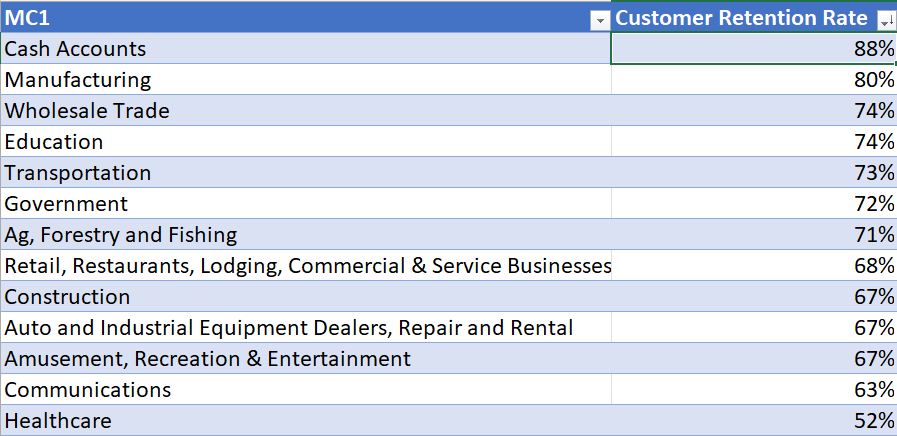 MC1 Customer Retention Rate
Cash Accounts 88%
Manufacturing 80%
Wholesale Trade 74%
Education 74%
Transportation 73%
Government 72%
Ag, Forestry and Fishing 71%
Retail, Restaurants, Lodging, Commercial & Service Businesses 68%
Construction 67%
Auto and Industrial Equipment Dealers, Repair and Rental 67%
Amusement, Recreation & Entertainment 67%
Communications 63%
Healthcare 52%